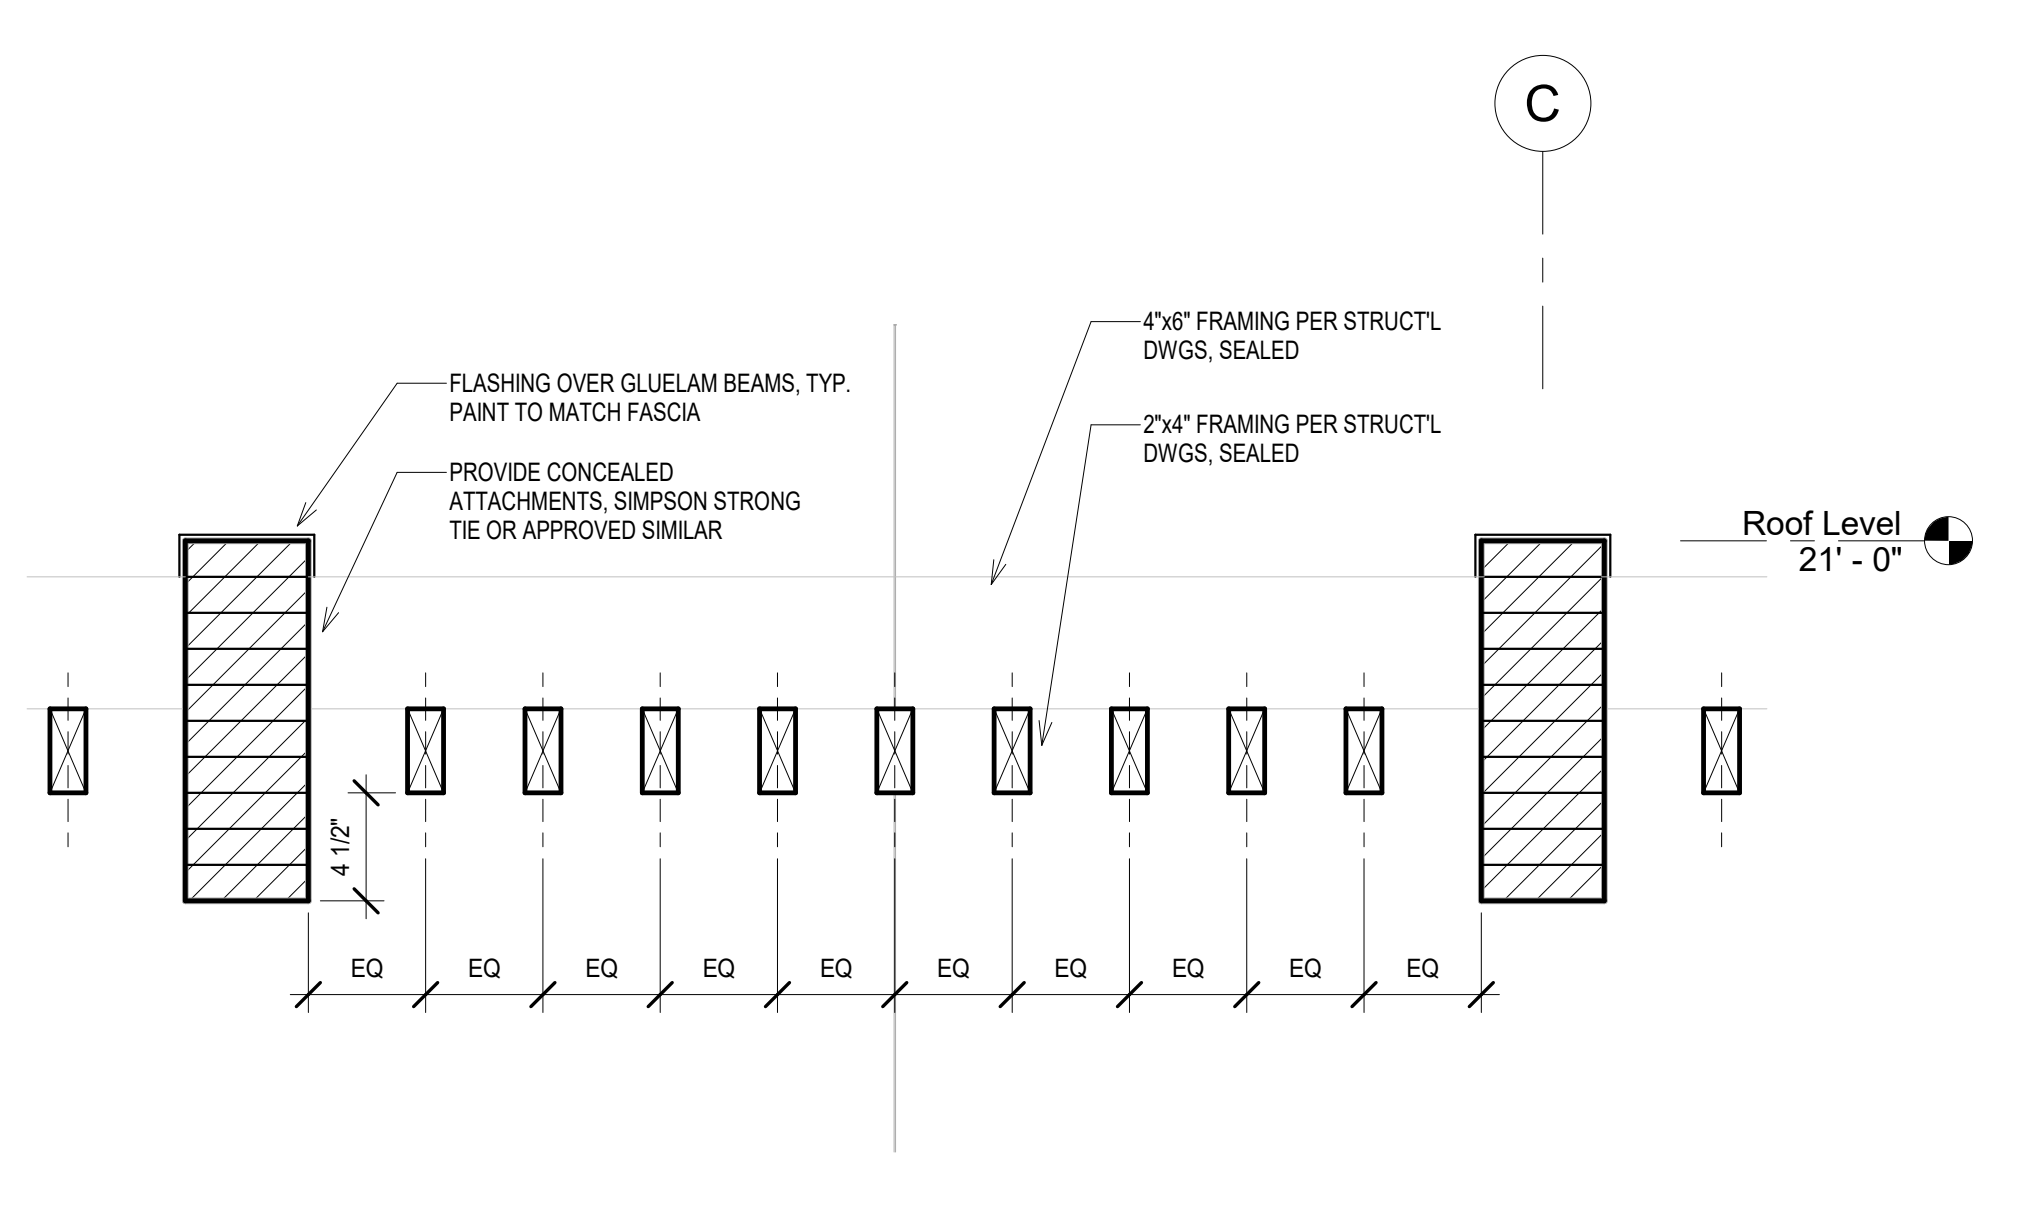 C
4"x6" FRAMING PER STRUCT'L
DWGS, SEALED
FLASHING OVER GLUELAM BEAMS, TYP.
PAINT TO MATCH FASCIA
2"x4" FRAMING PER STRUCT'L
DWGS, SEALED
PROVIDE CONCEALED
ATTACHMENTS, SIMPSON STRONG
TIE OR APPROVED SIMILAR
Roof Level
21' - 0"
4 1/2"
EQ EQ EQ EQ EQ EQ EQ EQ EQ EQ